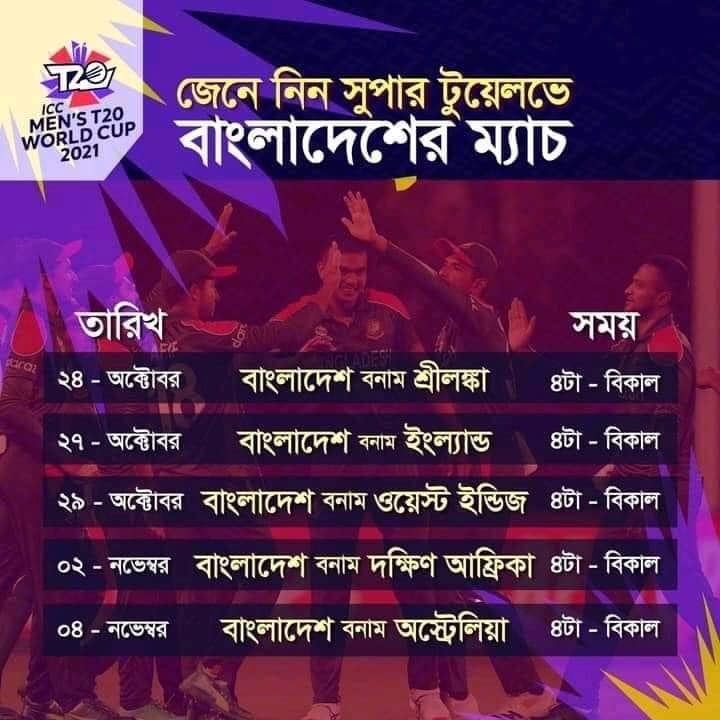 T20
ICC
MEN'S T20
WORLD CUP
2021
জেনে নিন সুপার টুয়েলভে
বাংলাদেশের ম্যাচ
তারিখ সময়
২৪ - অক্টোবর বাংলাদেশ বনাম শ্রীলঙ্কা ৪টা - বিকাল
২৭ - অক্টোবর বাংলাদেশ বনাম ইংল্যান্ড ৪টা - বিকাল
২৯ - অক্টোবর বাংলাদেশ বনাম ওয়েস্ট ইন্ডিজ ৪টা - বিকাল
০২ - নভেম্বর বাংলাদেশ বনাম দক্ষিণ আফ্রিকা ৪টা - বিকাল
০৪ - নভেম্বর বাংলাদেশ বনাম অস্ট্রেলিয়া ৪টা - বিকাল